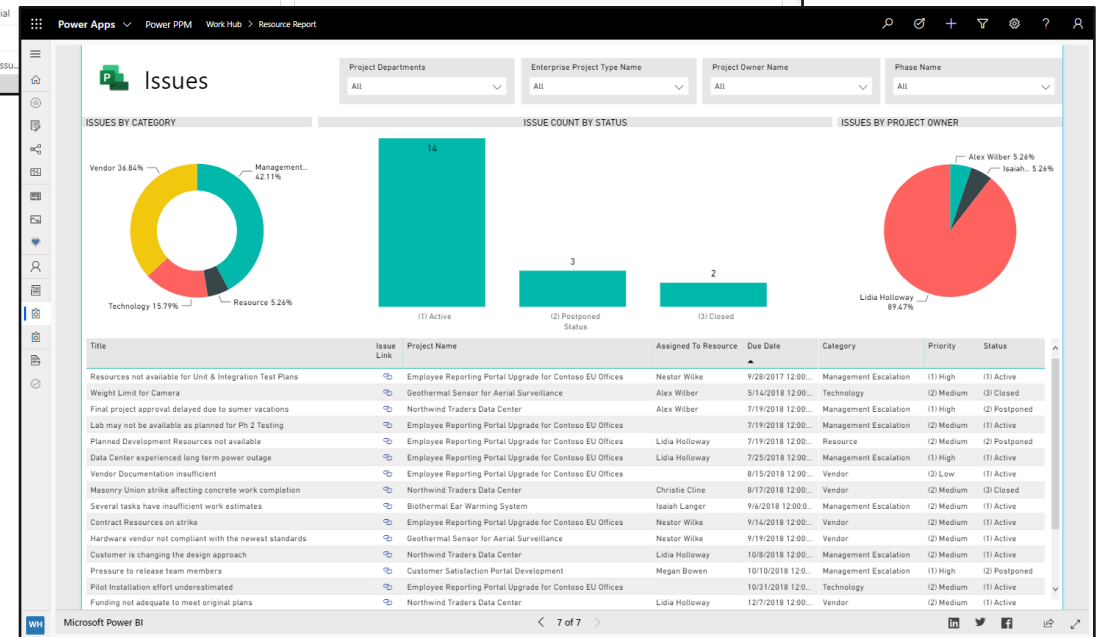 ial
ssu...
Power Apps
Power PPM
Work Hub > Resource Report
P
Issues
Project Departments
All
Enterprise Project Type Name
All
Project Owner Name
All
Phase Name
All
ISSUES BY CATEGORY
ISSUE COUNT BY STATUS
ISSUES BY PROJECT OWNER
Vendor 36.84%
Management...
42.11%
Technology 15.79%
Resource 5.26%
14
3
2
(1) Active
(2) Postponed
(3) Closed
Status
Alex Wilber 5.26%
Isaiah... 5.26%
Lidia Holloway
89.47%
Title Issue Link Project Name Assigned To Resource Due Date Category Priority Status
Resources not available for Unit & Integration Test Plans Employee Reporting Portal Upgrade for Contoso EU Offices Nestor Wilke 9/28/2017 12:00:... Management Escalation (1) High (1) Active
Weight Limit for Camera Geothermal Sensor for Aerial Surveillance Alex Wilber 5/14/2018 12:00:... Technology (2) Medium (3) Closed
Final project approval delayed due to sumer vacations Northwind Traders Data Center Alex Wilber 7/19/2018 12:00:... Management Escalation (1) High (2) Postponed
Lab may not be available as planned for Ph 2 Testing Employee Reporting Portal Upgrade for Contoso EU Offices 7/19/2018 12:00:... Management Escalation (2) Medium (1) Active
Planned Development Resources not available Employee Reporting Portal Upgrade for Contoso EU Offices Lidia Holloway 7/19/2018 12:00:... Resource (2) Medium (2) Postponed
Data Center experienced long term power outage Employee Reporting Portal Upgrade for Contoso EU Offices Lidia Holloway 7/25/2018 12:00:... Management Escalation (1) High (1) Active
Vendor Documentation insufficient Employee Reporting Portal Upgrade for Contoso EU Offices 8/15/2018 12:00:... Vendor (3) Low (1) Active
Masonry Union strike affecting concrete work completion Northwind Traders Data Center Christie Cline 8/17/2018 12:00:... Vendor (2) Medium (3) Closed
Several tasks have insufficient work estimates Biothermal Ear Warming System Isaiah Langer 9/6/2018 12:00:0... Management Escalation (2) Medium (1) Active
Contract Resources on strike Employee Reporting Portal Upgrade for Contoso EU Offices Nestor Wilke 9/14/2018 12:00:... Vendor (2) Medium (1) Active
Hardware vendor not compliant with the newest standards Geothermal Sensor for Aerial Surveillance Nestor Wilke 9/19/2018 12:00:... Vendor (2) Medium (1) Active
Customer is changing the design approach Northwind Traders Data Center Lidia Holloway 10/8/2018 12:00:... Management Escalation (2) Medium (1) Active
Pressure to release team members Customer Satisfaction Portal Development Megan Bowen 10/10/2018 12:0... Management Escalation (1) High (2) Postponed
Pilot Installation effort underestimated Employee Reporting Portal Upgrade for Contoso EU Offices 10/31/2018 12:0... Technology (2) Medium (1) Active
Funding not adequate to meet original plans Northwind Traders Data Center Lidia Holloway 12/7/2018 12:00:... Vendor (2) Medium (1) Active
WH
Microsoft Power BI
7 of 7